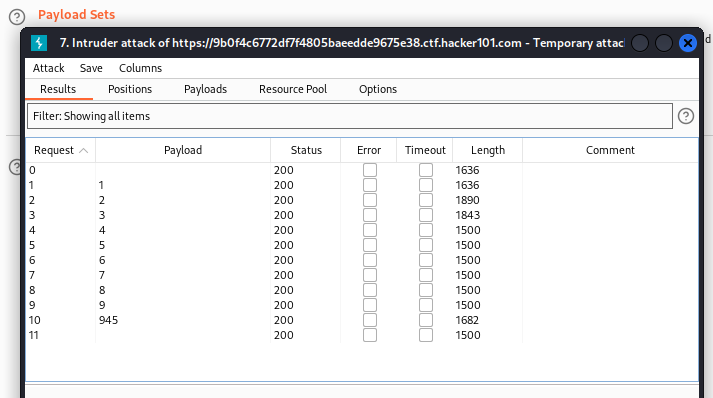 Payload Sets
7. Intruder attack of https://9b0f4c6772df7f4805baeedde9675e38.ctf.hacker101.com - Temporary attac
d
Attack Save Columns
Results Positions Payloads Resource Pool Options
Filter: Showing all items
Request Payload Status Error Timeout Length Comment
0 200 1636
1 1 200 1636
2 2 200 1890
3 3 200 1843
4 4 200 1500
5 5 200 1500
6 6 200 1500
7 7 200 1500
8 8 200 1500
9 9 200 1500
10 945 200 1682
11 200 1500